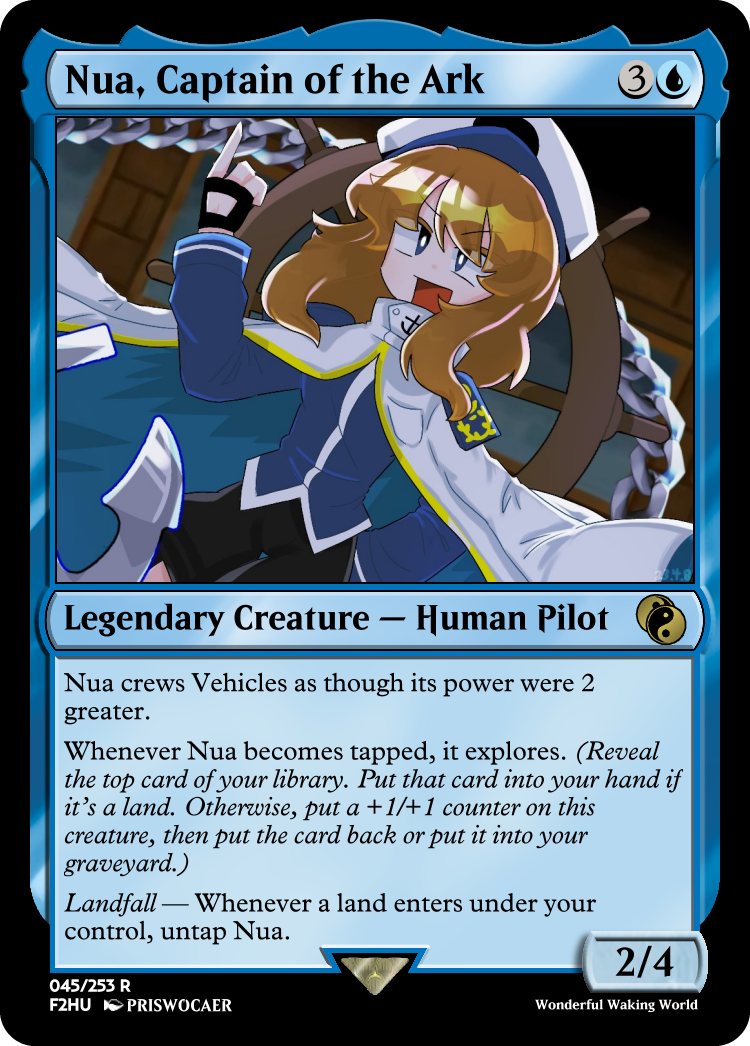 Nua, Captain of the Ark 3
Legendary Creature — Human Pilot
Nua crews Vehicles as though its power were 2
greater.
Whenever Nua becomes tapped, it explores. (Reveal
the top card of your library. Put that card into your hand if
it's a land. Otherwise, put a +1/+1 counter on this
creature, then put the card back or put it into your
graveyard.)
Landfall — Whenever a land enters under your
control, untap Nua.
2/4
045/253 R
F2HU PRISWOCAER
Wonderful Waking World